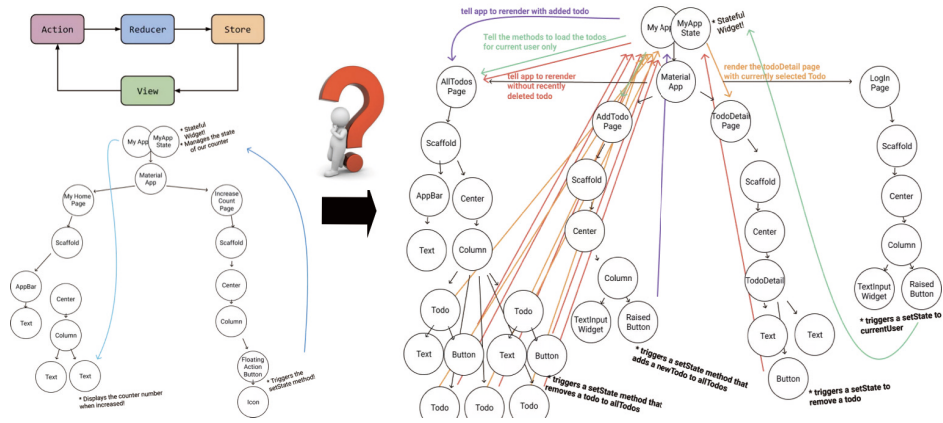 Action
Reducer
Store
View
My App
MyApp
State
* Stateful
Widget!
* Manages the state
of our counter
Material
App
My Home
Page
Increase
Count
Page
Scaffold
Scaffold
AppBar
Center
Center
Text
Column
Column
Text
Text
Floating
Action
Button
* Triggers the
setState method!
Icon
* Displays the counter number
when increased!
tell app to rerender with added todo
Tell the methods to load the todos
for current user only
tell app to rerender
without recently
deleted todo
My App
MyApp
State
* Stateful
Widget!
render the todoDetail page
with currently selected Todo
AllTodos
Page
Material
App
LogIn
Page
AddTodo
Page
TodoDetail
Page
Scaffold
Scaffold
Scaffold
Scaffold
AppBar
Center
Center
Center
Center
Text
Column
Column
TodoDetail
Column
TextInput
Widget
Raised
Button
* triggers a setState to
currentUser
Todo
Todo
TextInput
Widget
Raised
Button
Text
Text
Text
Button
Text
Button
* triggers a setState method that
adds a newTodo to allTodos
Button
* triggers a setState to
remove a todo
* triggers a setState method that
removes a todo to allTodos
Todo
Todo
Todo
Todo